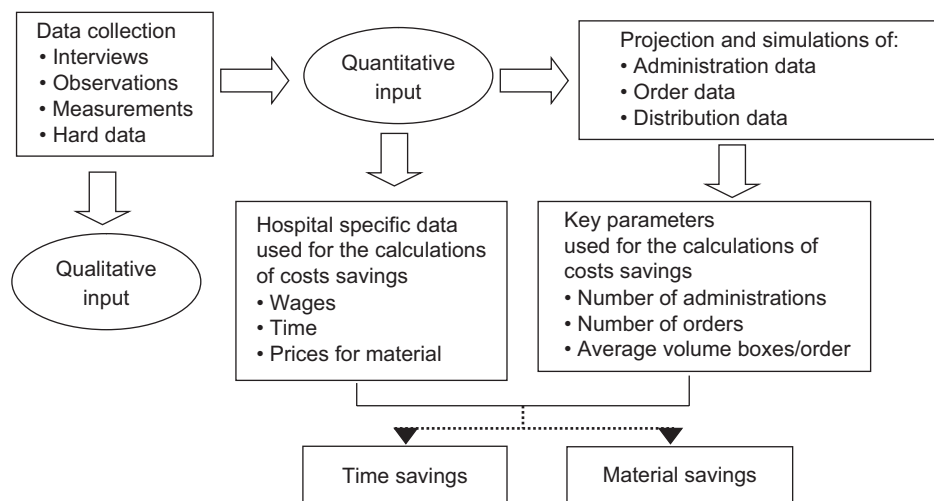 Data collection
• Interviews
• Observations
• Measurements
• Hard data
Quantitative
input
Projection and simulations of:
• Administration data
• Order data
• Distribution data
Qualitative
input
Hospital specific data
used for the calculations
of costs savings
• Wages
• Time
• Prices for material
Key parameters
used for the calculations of
costs savings
• Number of administrations
• Number of orders
• Average volume boxes/order
Time savings
Material savings